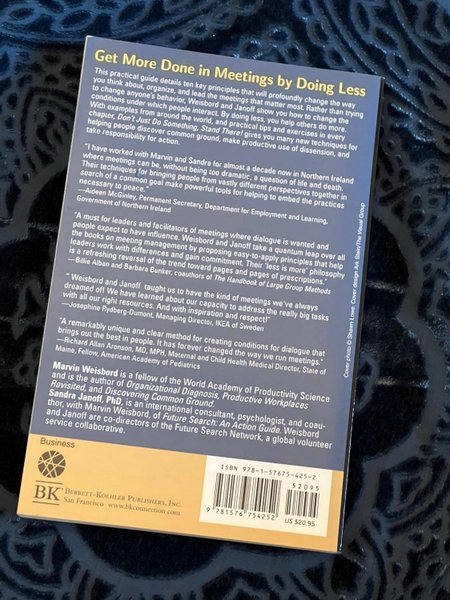 Get More Done in Meetings by Doing Less
This practical guide details ten key principles that will profoundly change the way
you think about, organize, and lead the meetings that matter most. Rather than trying
to change anyone's behavior, Weisbord and Janoff show you how to change the
conditions under which people interact. By doing less, you help others do more.
With examples from around the world, and practical tips and exercises in every
chapter, Don't Just Do Something, Stand There! gives you many new techniques for
helping people discover common ground, make productive use of dissension, and
take responsibility for action.
"I have worked with Marvin and Sandra for almost a decade now in Northern Ireland
where meetings can be, without being too dramatic, a question of life and death.
Their techniques for bringing people from vastly different perspectives together in
search of a common goal make powerful tools for helping to embed the practices
necessary to peace."
—Aideen McGinley, Permanent Secretary, Department for Employment and Learning,
Government of Northern Ireland
"A must for leaders and facilitators of meetings where dialogue is wanted and
people expect to have influence. Weisbord and Janoff take a quantum leap over all
the books on meeting management by proposing easy-to-apply principles that help
leaders work with differences and gain commitment. Their 'less is more' philosophy
is a refreshing reversal of the trend toward pages and pages of prescriptions."
—Billie Alban and Barbara Bunker, coauthors of The Handbook of Large Group Methods
" Weisbord and Janoff taught us to have the kind of meetings we've always
dreamed of! We have learned about our capacity to address the really big tasks
with all our right resources. And with inspiration and respect!"
—Josephine Rydberg-Dumont, Managing Director, IKEA of Sweden
"A remarkably unique and clear method for creating conditions for dialogue that
brings out the best in people. It has forever changed the way we run meetings."
—Richard Allan Aronson, MD, MPH, Maternal and Child Health Medical Director, State of
Maine, Fellow, American Academy of Pediatrics
Marvin Weisbord is a fellow of the World Academy of Productivity Science
and is the author of Organizational Diagnosis, Productive Workplaces
Revisited, and Discovering Common Ground.
Sandra Janoff, PhD, is an international consultant, psychologist, and coau-
thor, with Marvin Weisbord, of Future Search: An Action Guide. Weisbord
and Janoff are co-directors of the Future Search Network, a global volunteer
service collaborative.
Cover photo © Shawn Lowe. Cover design Ark Stein/The Visual Group
Business
BK
BERRETT-KOEHLER PUBLISHERS, INC.
San Francisco www.bkconnection.com
ISBN 978-1-57675-425-2
52095
9 781576 754252
US $20.95